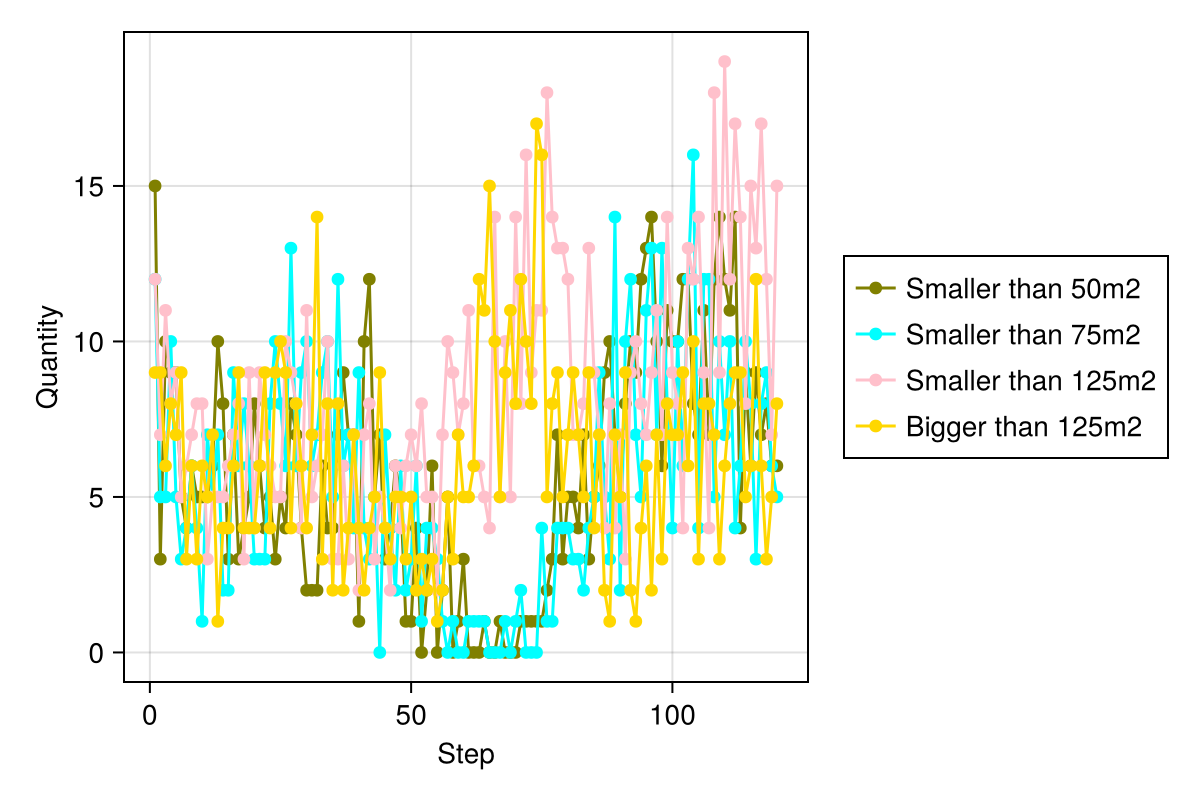 Quantity
15
10
5
0
0
50
100
Step
Smaller than 50m2
Smaller than 75m2
Smaller than 125m2
Bigger than 125m2